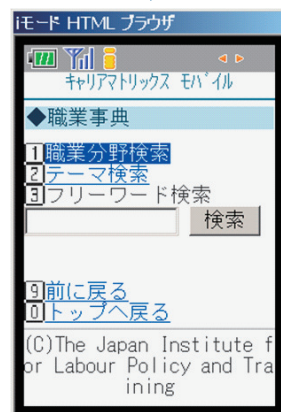 iモード HTML ブラウザ
キャリアマトリックス モバイル
◆職業事典
1職業分野検索
2テーマ検索
3フリーワード検索
検索
9前に戻る
0トップへ戻る
(C)The Japan Institute f
or Labour Policy and Tra
ining